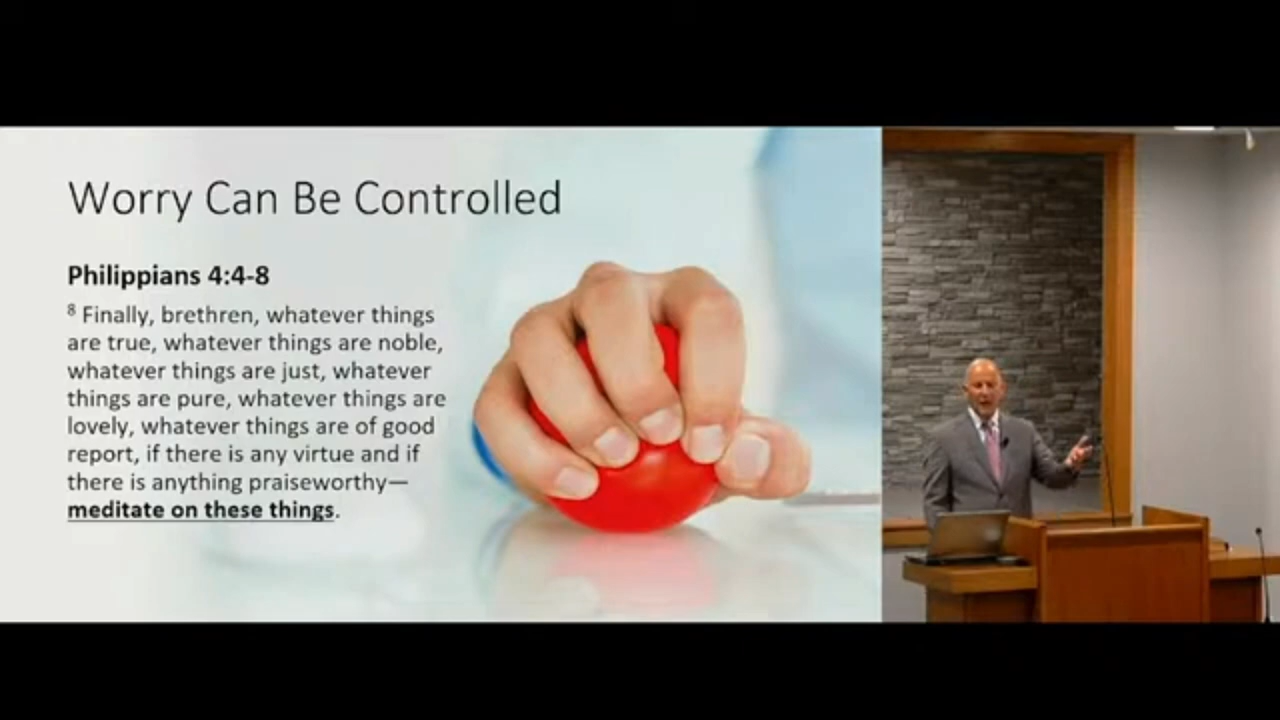 Worry Can Be Controlled
Philippians 4:4-8
⁸ Finally, brethren, whatever things
are true, whatever things are noble,
whatever things are just, whatever
things are pure, whatever things are
lovely, whatever things are of good
report, if there is any virtue and if
there is anything praiseworthy—
meditate on these things.